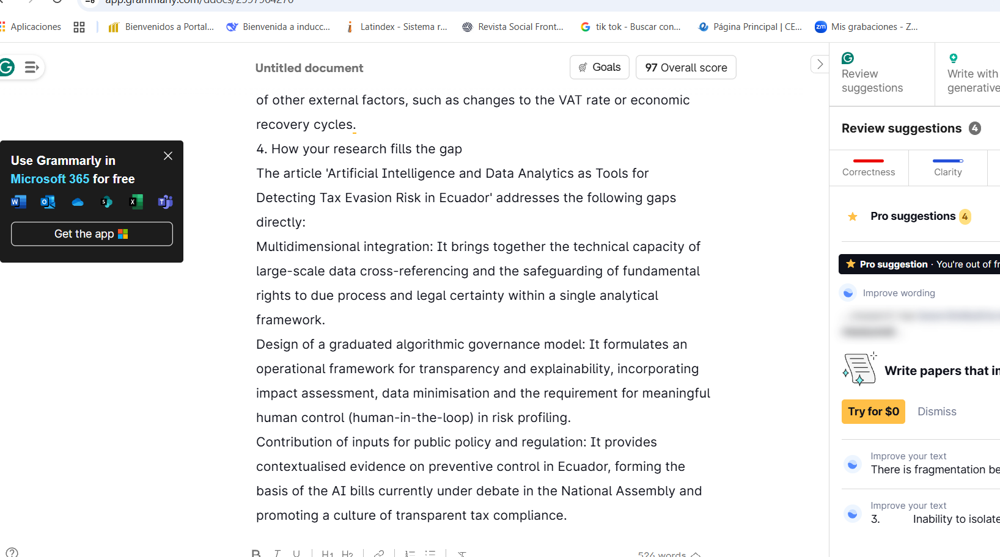 Aplicaciones
Bienvenidos a Portal...
Bienvenida a inducc...
Latindex - Sistema r...
Revista Social Front...
tik tok - Buscar con...
Página Principal | CE...
zm Mis grabaciones - Z...
Untitled document
Goals
97 Overall score
of other external factors, such as changes to the VAT rate or economic
recovery cycles.
4. How your research fills the gap
The article 'Artificial Intelligence and Data Analytics as Tools for
Detecting Tax Evasion Risk in Ecuador' addresses the following gaps
directly:
Multidimensional integration: It brings together the technical capacity of
large-scale data cross-referencing and the safeguarding of fundamental
rights to due process and legal certainty within a single analytical
framework.
Design of a graduated algorithmic governance model: It formulates an
operational framework for transparency and explainability, incorporating
impact assessment, data minimisation and the requirement for meaningful
human control (human-in-the-loop) in risk profiling.
Contribution of inputs for public policy and regulation: It provides
contextualised evidence on preventive control in Ecuador, forming the
basis of the AI bills currently under debate in the National Assembly and
promoting a culture of transparent tax compliance.
B I U H1 H2
526 words
Use Grammarly in
Microsoft 365 for free
Get the app
Review
suggestions
Write with
generative
Review suggestions 4
Correctness
Clarity
Pro suggestions 4
Pro suggestion · You're out of fr
Improve wording
Write papers that
Try for $0
Dismiss
Improve your text
There is fragmentation be
Improve your text
3. Inability to isolate